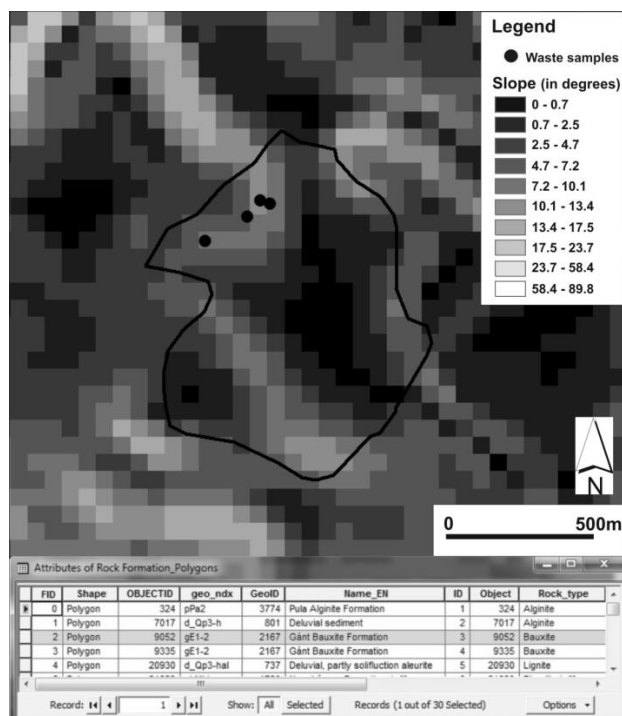 Legend
Waste samples
Slope (in degrees)
0 - 0.7
0.7 - 2.5
2.5 - 4.7
4.7 - 7.2
7.2 - 10.1
10.1 - 13.4
13.4 - 17.5
17.5 - 23.7
23.7 - 58.4
58.4 - 89.8
N
0 500m
Attributes of Rock Formation_Polygons
FID Shape OBJECTID geo_ndx GeoID Name_EN ID Object Rock_type
0 Polygon 324 pPa2 3774 Pula Alginite Formation 1 324 Alginite
1 Polygon 7017 d_Qp3-h 801 Deluvial sediment 2 7017 Alginite
2 Polygon 9052 gE1-2 2167 Gánt Bauxite Formation 3 9052 Bauxite
3 Polygon 9335 gE1-2 2167 Gánt Bauxite Formation 4 9335 Bauxite
4 Polygon 20930 d_Qp3-hal 737 Deluvial, partly solifluction aleurite 5 20930 Lignite
Record: 1 Show: All Selected Records (1 out of 30 Selected) Options